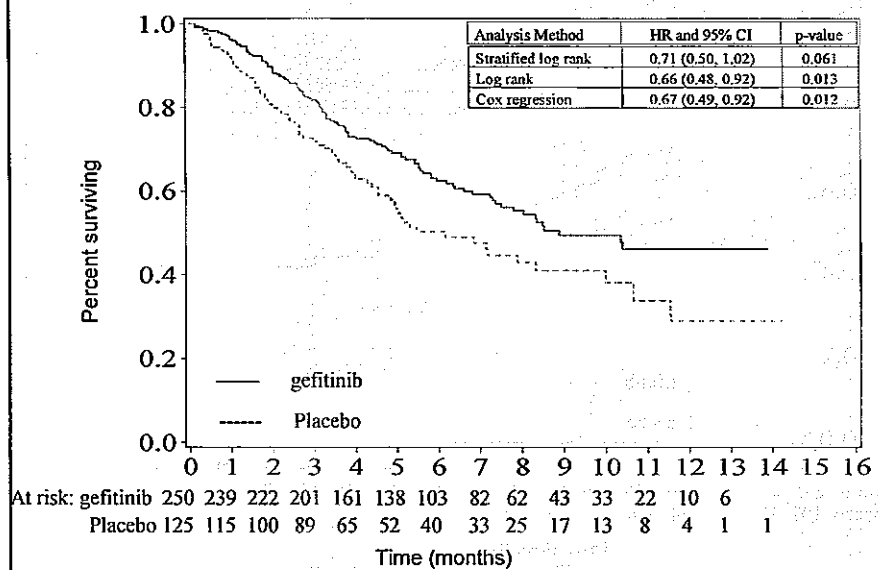 1.0
Analysis Method HR and 95% CI p-value
Stratified log rank 0.71 (0.50, 1.02) 0.061
Log rank 0.66 (0.48, 0.92) 0.013
Cox regression 0.67 (0.49, 0.92) 0.012
0.8
0.6
Percent surviving
0.4
0.2
gefitinib
Placebo
0.0
0 1 2 3 4 5 6 7 8 9 10 11 12 13 14 15 16
At risk: gefitinib 250 239 222 201 161 138 103 82 62 43 33 22 10 6
Placebo 125 115 100 89 65 52 40 33 25 17 13 8 4 1 1
Time (months)